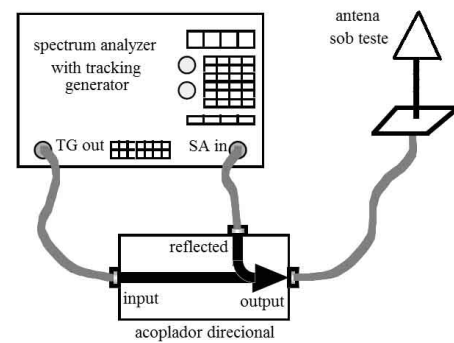 spectrum analyzer
with tracking
generator
TG out
SA in
antena
sob teste
reflected
input
output
acoplador direcional